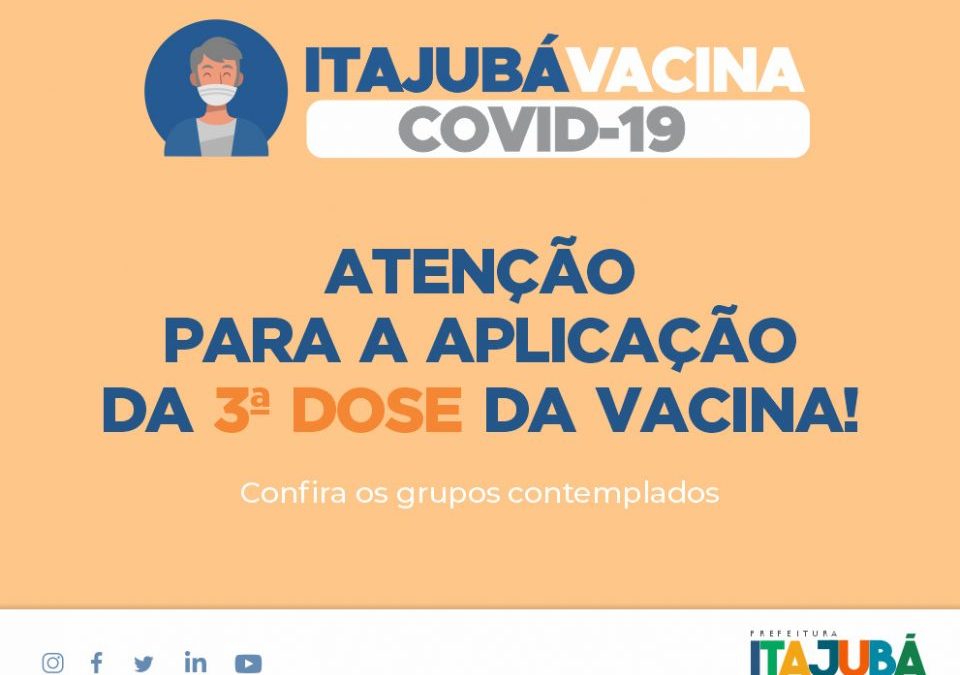 ITAJUBÁVACINA
COVID-19
ATENÇÃO
PARA A APLICAÇÃO
DA 3ª DOSE DA VACINA!
Confira os grupos contemplados
PREFEITURA
ITAJUBÁ